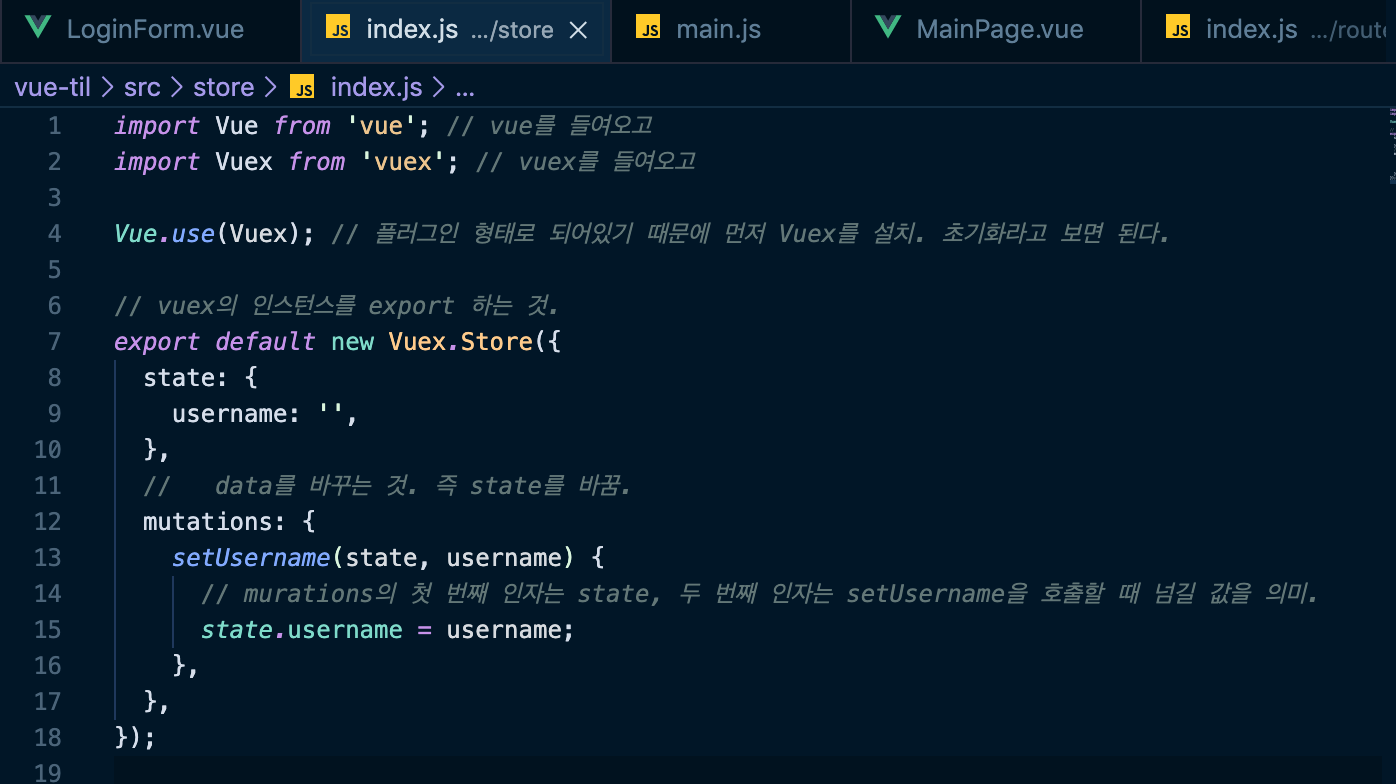 LoginForm.vue
JS index.js .../store
JS main.js
MainPage.vue
JS index.js .../route
vue-til > src > store > JS index.js > ...
1 import Vue from 'vue'; // vue를 들여오고
2 import Vuex from 'vuex'; // vuex를 들여오고
3
4 Vue.use(Vuex); // 플러그인 형태로 되어있기 때문에 먼저 Vuex를 설치. 초기화라고 보면 된다.
5
6 // vuex의 인스턴스를 export 하는 것.
7 export default new Vuex.Store({
8 state: {
9 username: '',
10 },
11 // data를 바꾸는 것. 즉 state를 바꿈.
12 mutations: {
13 setUsername(state, username) {
14 // murations의 첫 번째 인자는 state, 두 번째 인자는 setUsername을 호출할 때 넘길 값을 의미.
15 state.username = username;
16 },
17 },
18 });
19